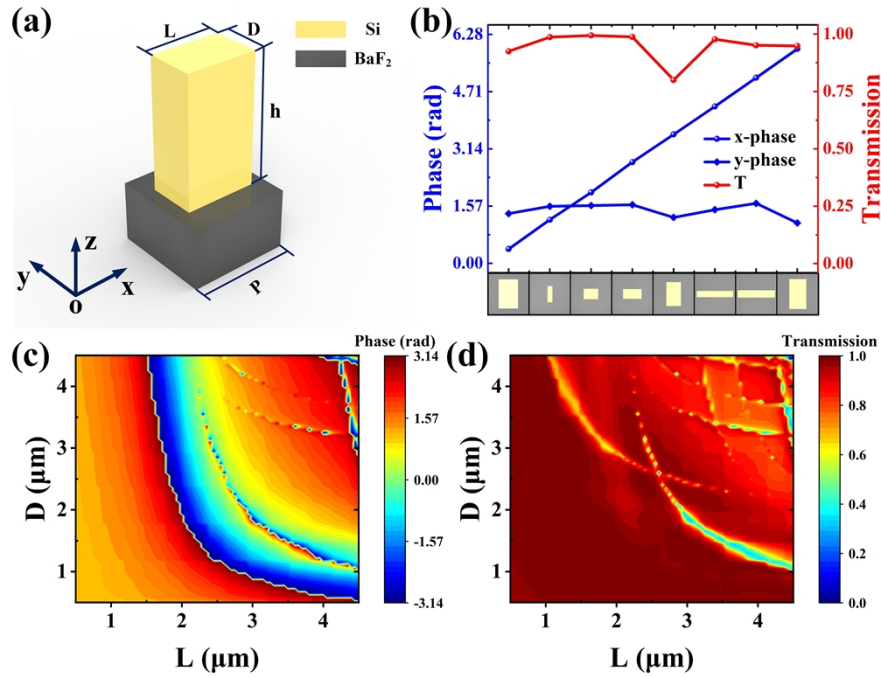 (a)
L
D
Si
BaF2
h
z
y
x
o
P
(b)
6.28
4.71
3.14
1.57
0.00
Phase (rad)
x-phase
y-phase
T
1.00
0.75
0.50
0.25
0.00
Transmission
(c)
Phase (rad)
4
3
2
1
D (μm)
1
2
3
4
L (μm)
3.14
1.57
0.00
-1.57
-3.14
(d)
Transmission
4
3
2
1
D (μm)
1
2
3
4
L (μm)
1.0
0.8
0.6
0.4
0.2
0.0